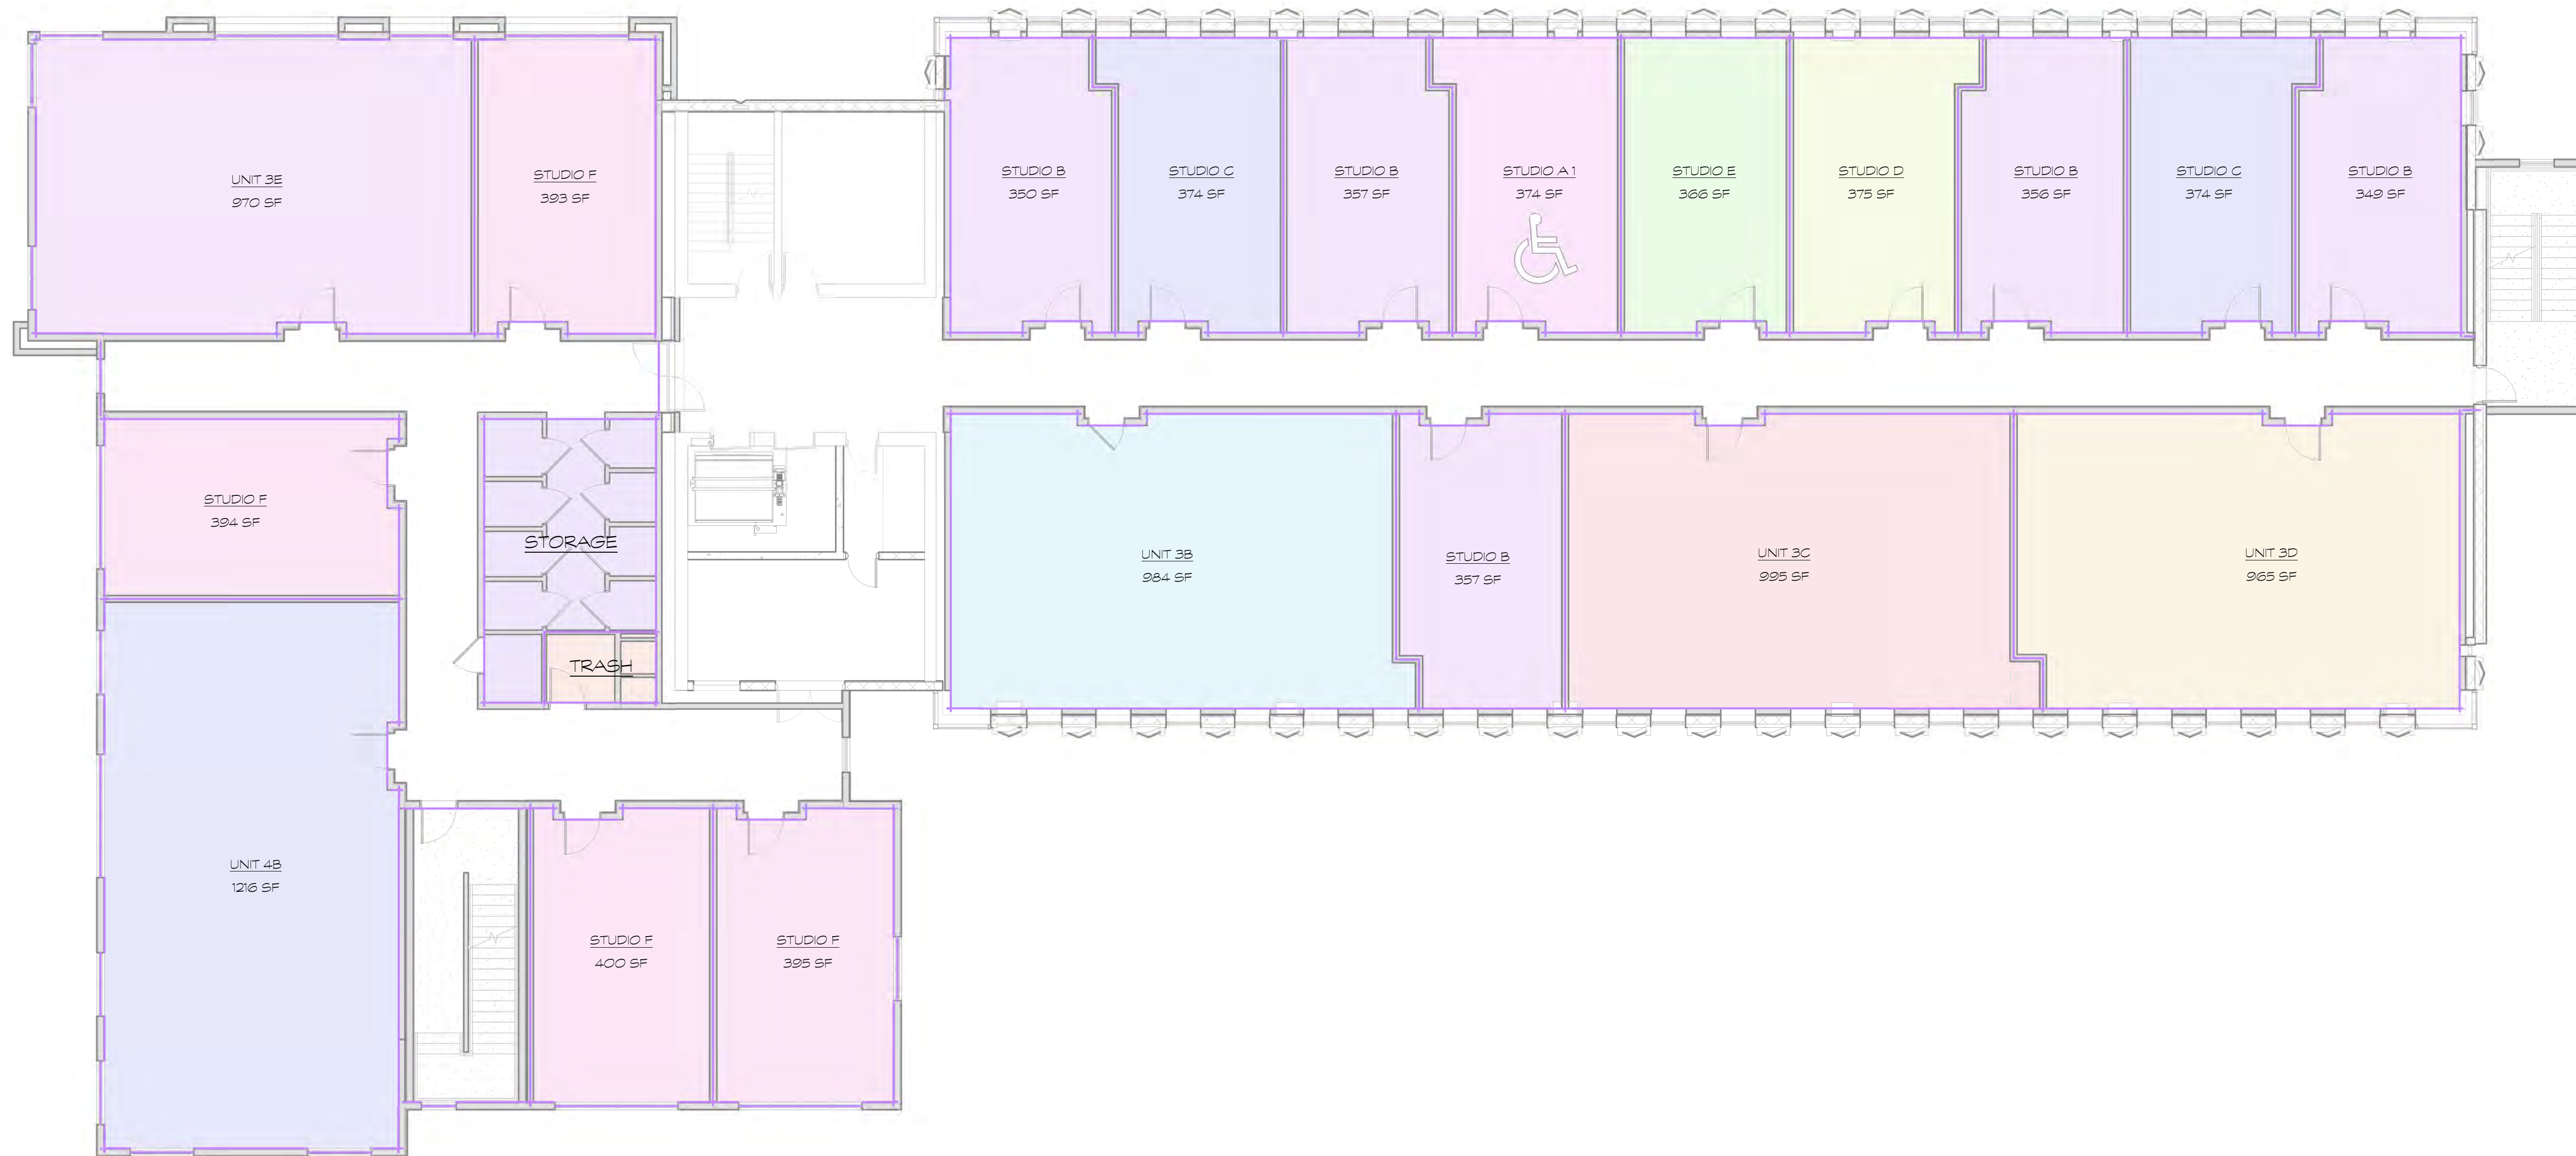 UNIT 3E
970 SF
STUDIO F
393 SF
STUDIO B
350 SF
STUDIO C
374 SF
STUDIO B
357 SF
STUDIO A1
374 SF
STUDIO E
366 SF
STUDIO D
375 SF
STUDIO B
356 SF
STUDIO C
374 SF
STUDIO B
349 SF
STUDIO F
394 SF
STORAGE
TRASH
UNIT 3B
984 SF
STUDIO B
357 SF
UNIT 3C
995 SF
UNIT 3D
965 SF
UNIT 4B
1216 SF
STUDIO F
400 SF
STUDIO F
395 SF